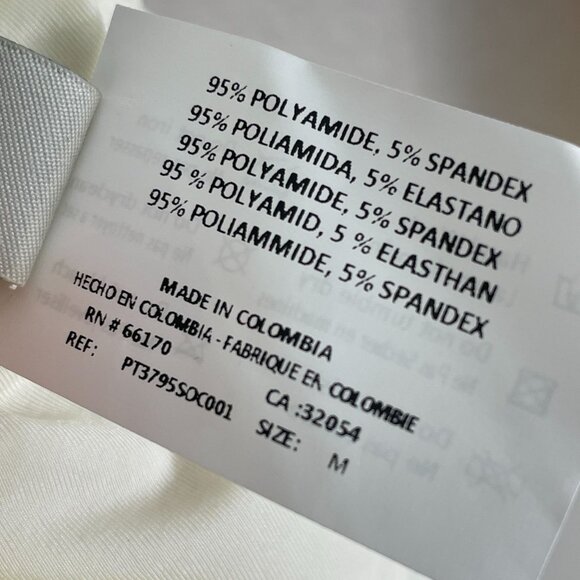 95% POLYAMIDE, 5% SPANDEX
95% POLIAMIDA, 5% ELASTANO
95% POLYAMIDE, 5% SPANDEX
95 % POLYAMID, 5 % ELASTHAN
95% POLIAMMIDE, 5% SPANDEX
MADE IN COLOMBIA
HECHO EN COLOMBIA - FABRIQUE EN COLOMBIE
RN # 66170 CA :32054
REF: PT3795SOC001 SIZE: M